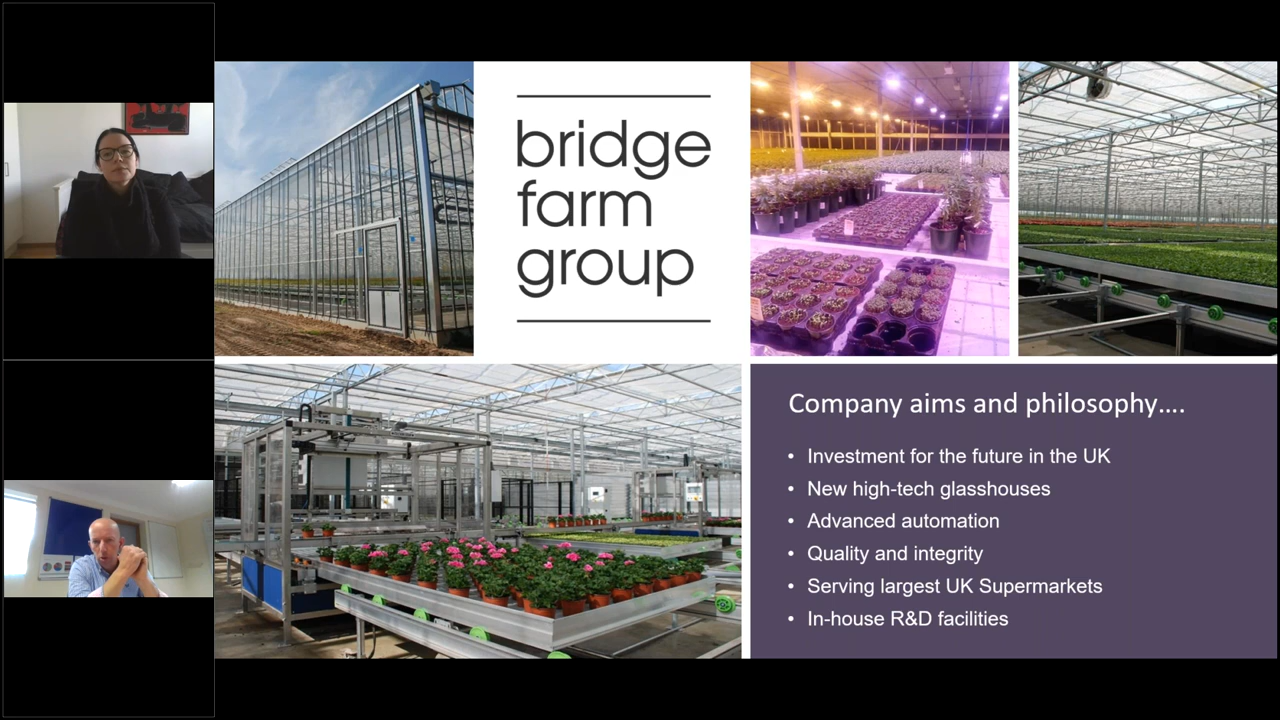 bridge
farm
group
Company aims and philosophy....
• Investment for the future in the UK
• New high-tech glasshouses
• Advanced automation
• Quality and integrity
• Serving largest UK Supermarkets
• In-house R&D facilities